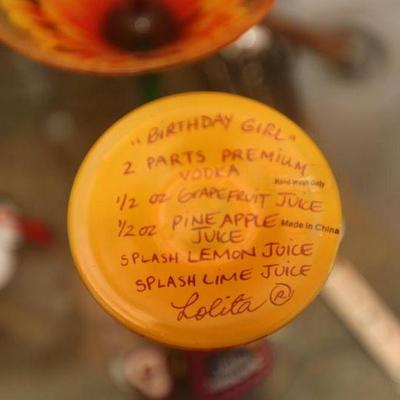 "BIRTHDAY GIRL"
2 PARTS PREMIUM
VODKA
Hand Wash Only
1/2 oz GRAPEFRUIT JUICE
1/2 oz PINEAPPLE
Made in China
JUICE
SPLASH LEMON JUICE
SPLASH LIME JUICE
Lolita ®